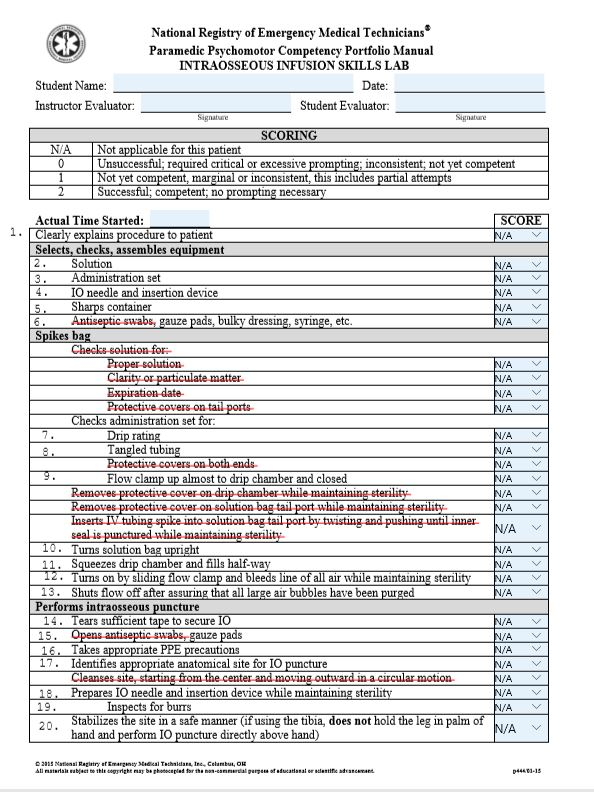 National Registry of Emergency Medical Technicians®
Paramedic Psychomotor Competency Portfolio Manual
INTRAOSSEOUS INFUSION SKILLS LAB
Student Name: Date:
Instructor Evaluator: Student Evaluator:
Signature Signature
SCORING
N/A Not applicable for this patient
0 Unsuccessful; required critical or excessive prompting; inconsistent; not yet competent
1 Not yet competent, marginal or inconsistent, this includes partial attempts
2 Successful; competent; no prompting necessary
Actual Time Started: SCORE
1. Clearly explains procedure to patient N/A
Selects, checks, assembles equipment
2. Solution N/A
3. Administration set N/A
4. IO needle and insertion device N/A
5. Sharps container N/A
6. Antiseptic swabs, gauze pads, bulky dressing, syringe, etc. N/A
Spikes bag
Checks solution for:
Proper solution N/A
Clarity or particulate matter N/A
Expiration date N/A
Protective covers on tail ports N/A
Checks administration set for:
7. Drip rating N/A
8. Tangled tubing N/A
Protective covers on both ends N/A
9. Flow clamp up almost to drip chamber and closed N/A
Removes protective cover on drip chamber while maintaining sterility N/A
Removes protective cover on solution bag tail port while maintaining sterility N/A
Inserts IV tubing spike into solution bag tail port by twisting and pushing until inner
seal is punctured while maintaining sterility N/A
10. Turns solution bag upright N/A
11. Squeezes drip chamber and fills half-way N/A
12. Turns on by sliding flow clamp and bleeds line of all air while maintaining sterility N/A
13. Shuts flow off after assuring that all large air bubbles have been purged N/A
Performs intraosseous puncture
14. Tears sufficient tape to secure IO N/A
15. Opens antiseptic swabs, gauze pads N/A
16. Takes appropriate PPE precautions N/A
17. Identifies appropriate anatomical site for IO puncture N/A
Cleanses site, starting from the center and moving outward in a circular motion N/A
18. Prepares IO needle and insertion device while maintaining sterility N/A
19. Inspects for burrs N/A
20. Stabilizes the site in a safe manner (if using the tibia, does not hold the leg in palm of
hand and perform IO puncture directly above hand) N/A
© 2015 National Registry of Emergency Medical Technicians, Inc., Columbus, OH
All materials subject to this copyright may be photocopied for the non-commercial purpose of educational or scientific advancement. p444/01-15